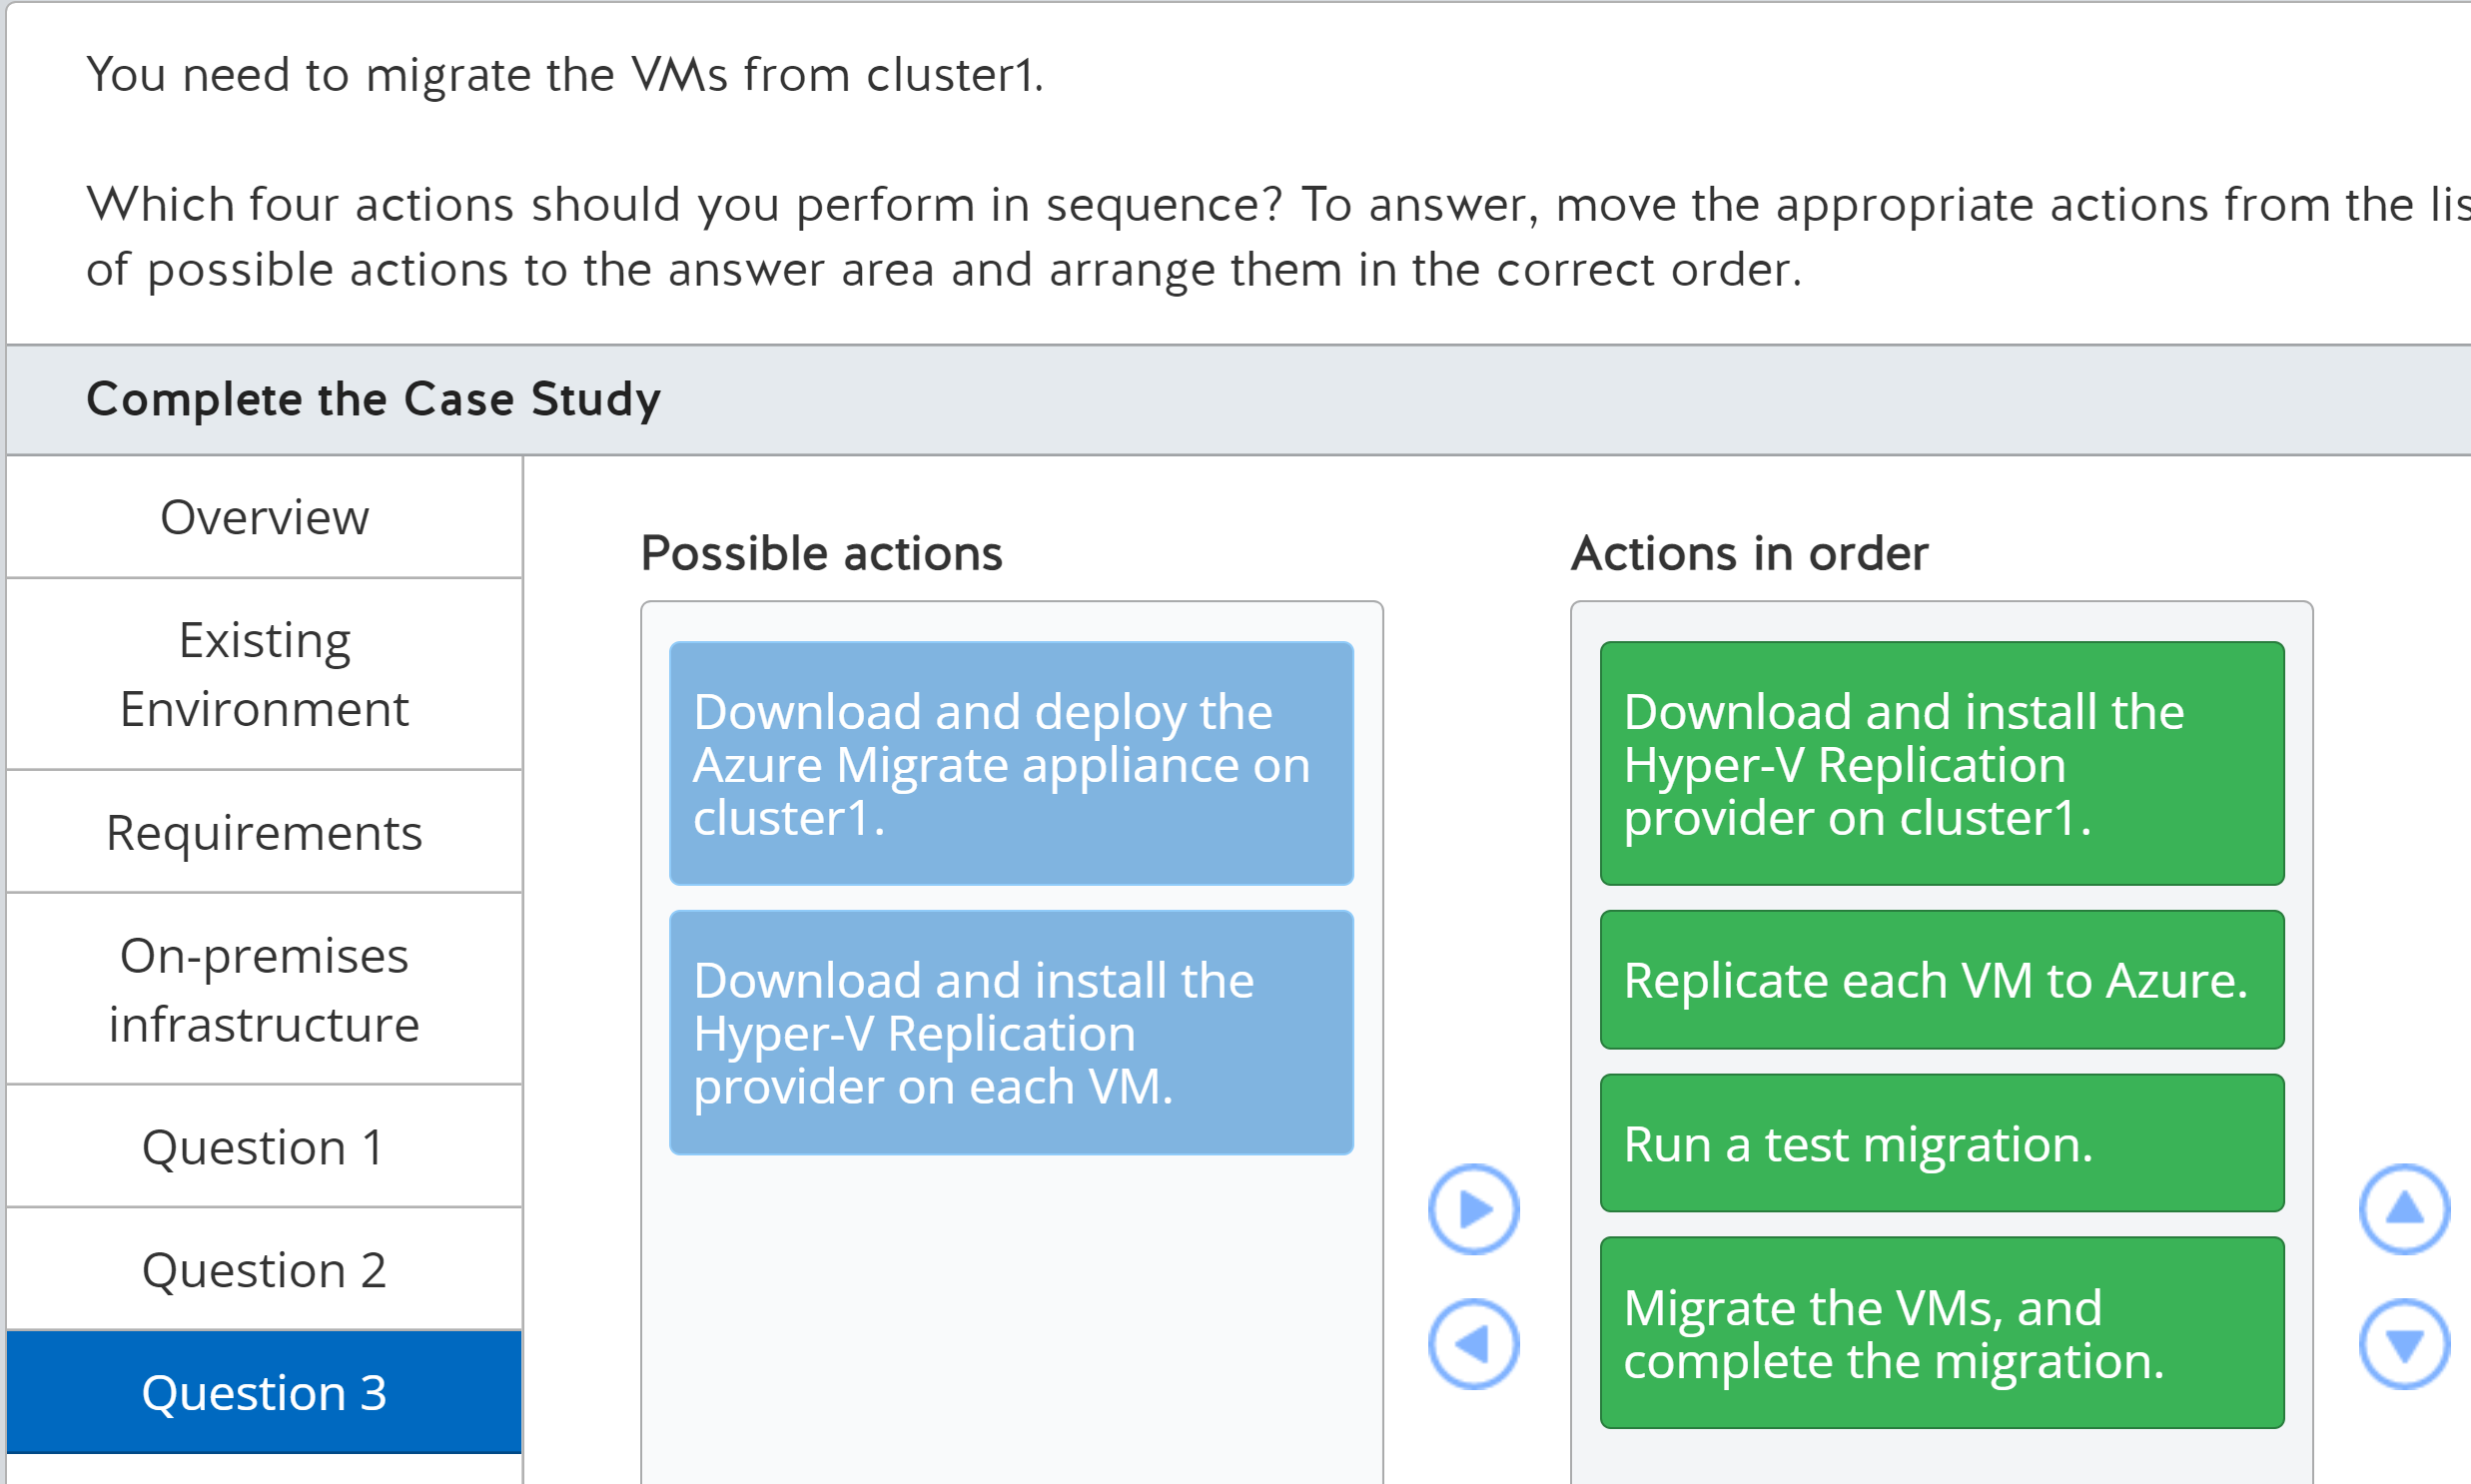 You need to migrate the VMs from cluster1.
Which four actions should you perform in sequence? To answer, move the appropriate actions from the lis
of possible actions to the answer area and arrange them in the correct order.
Complete the Case Study
Overview
Existing
Environment
Requirements
On-premises
infrastructure
Question 1
Question 2
Question 3
Possible actions
Download and deploy the
Azure Migrate appliance on
cluster1.
Download and install the
Hyper-V Replication
provider on each VM.
Actions in order
Download and install the
Hyper-V Replication
provider on cluster1.
Replicate each VM to Azure.
Run a test migration.
Migrate the VMs, and
complete the migration.